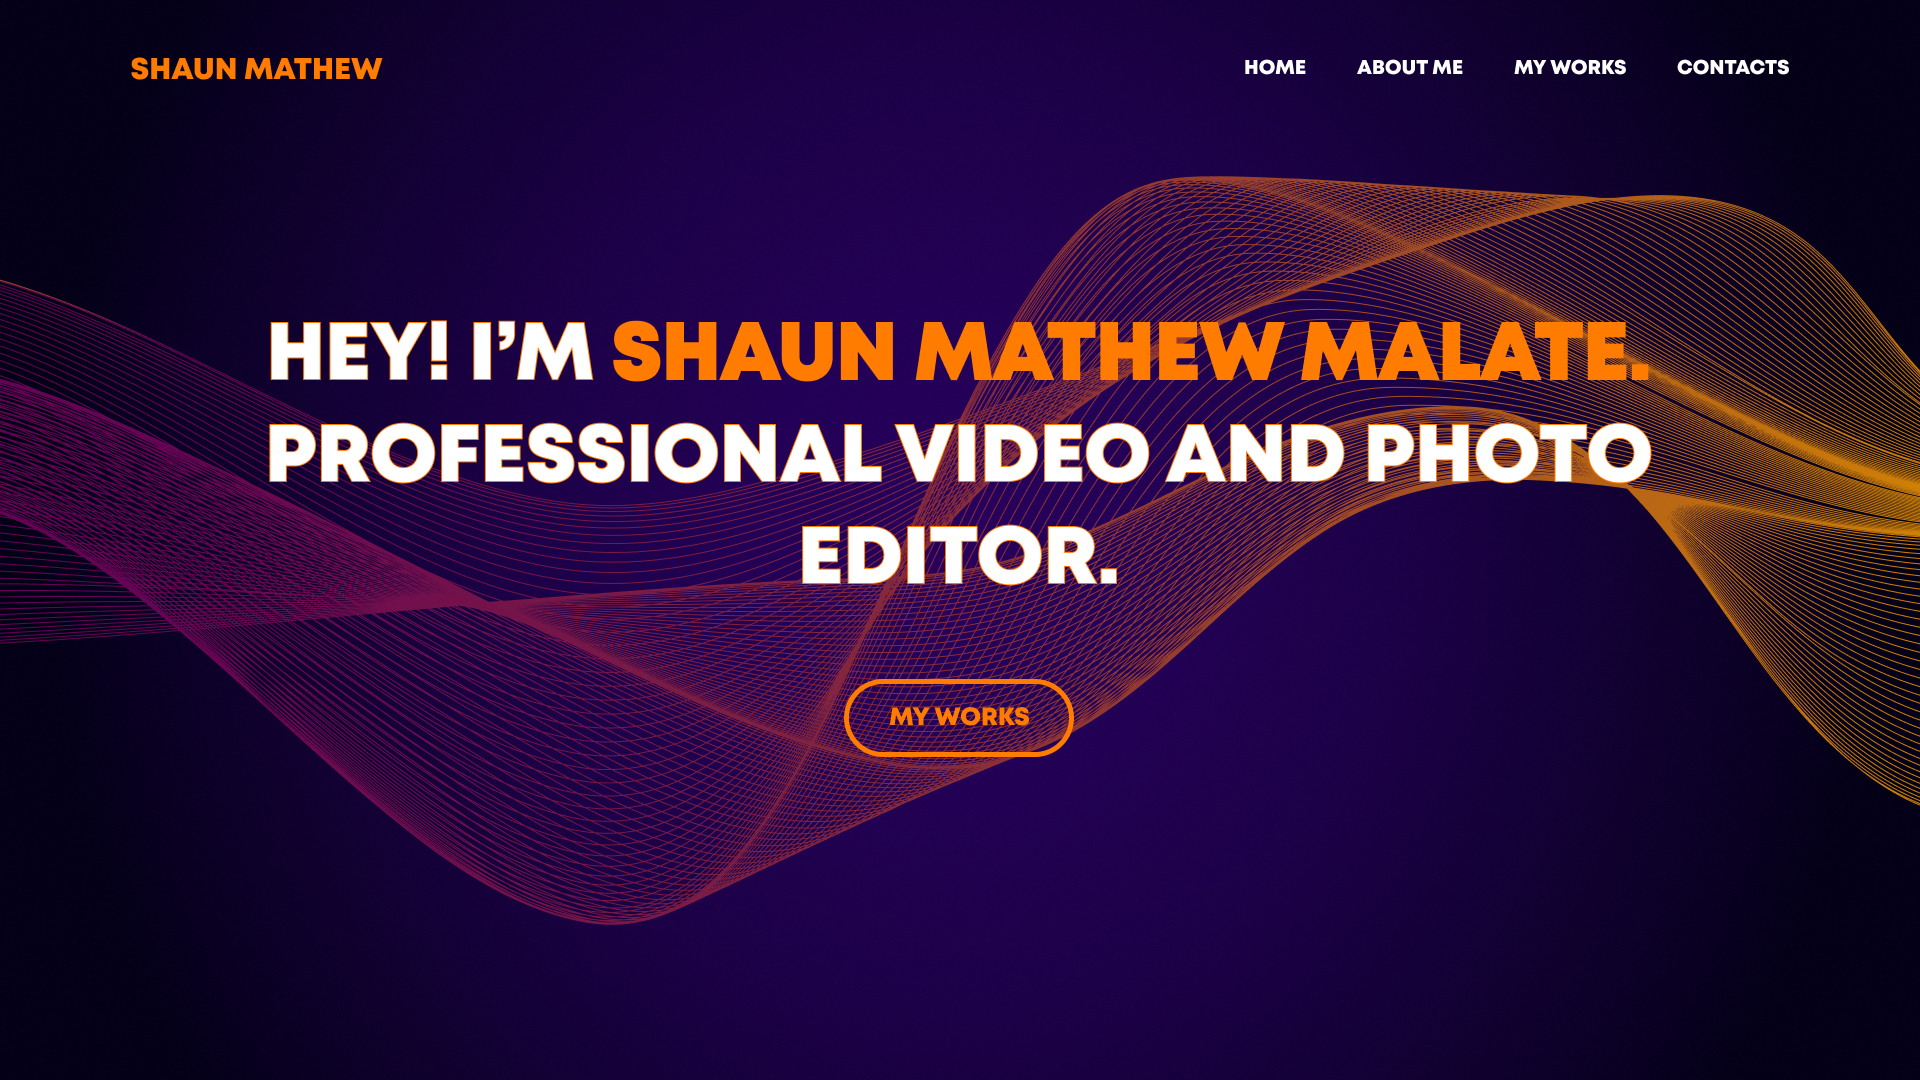 SHAUN MATHEW
HOME ABOUT ME MY WORKS CONTACTS
HEY! I’M SHAUN MATHEW MALATE.
PROFESSIONAL VIDEO AND PHOTO
EDITOR.
MY WORKS